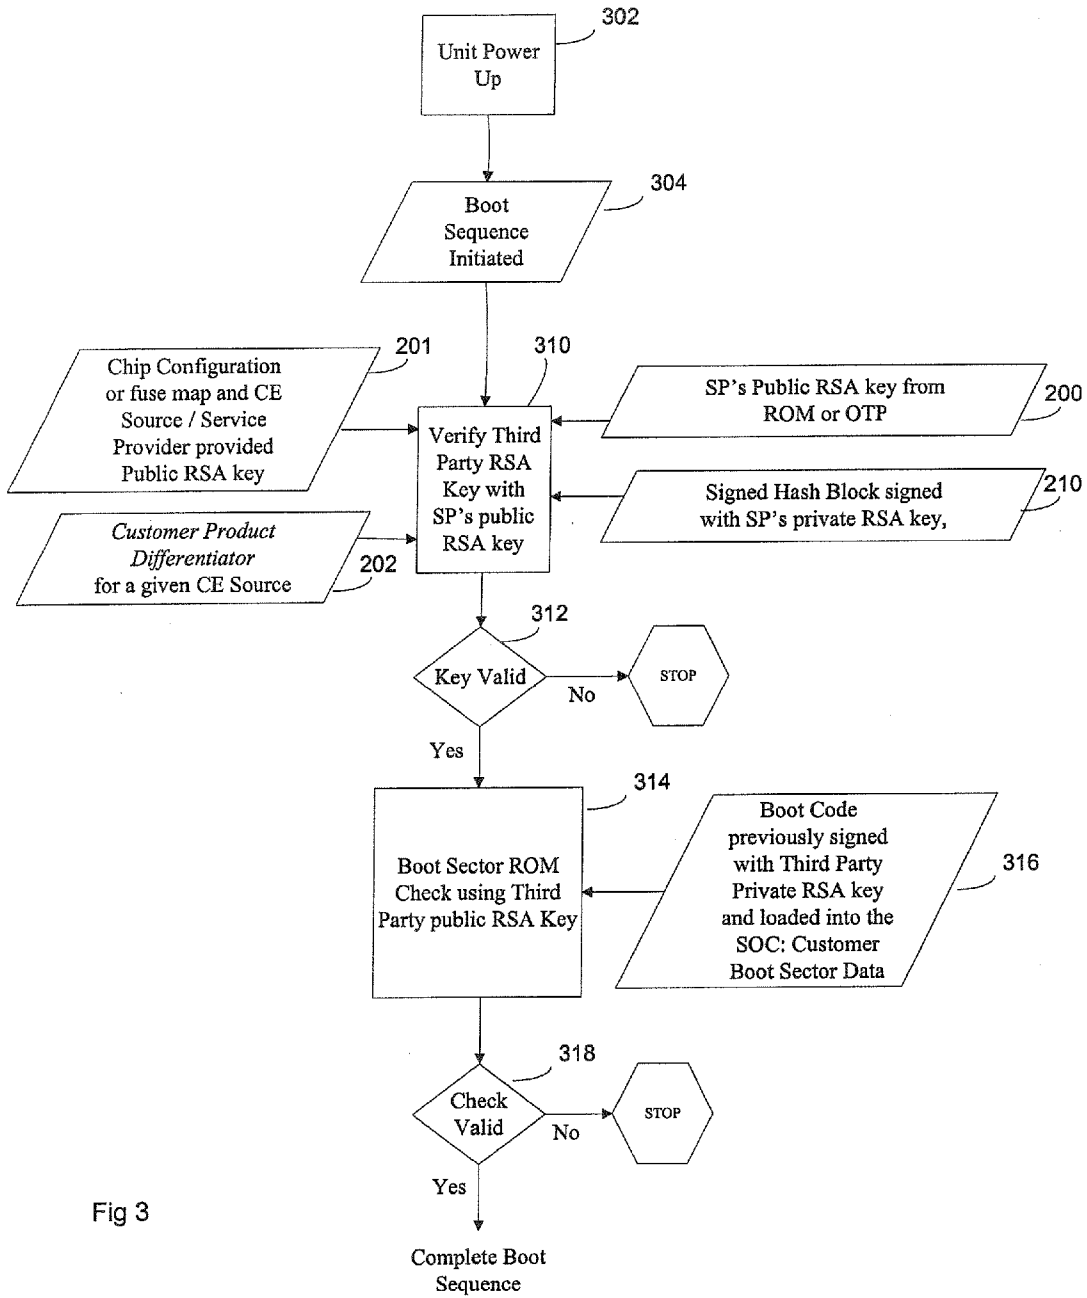 302
Unit Power
Up
304
Boot
Sequence
Initiated
201
310
Chip Configuration
or fuse map and CE
Source / Service
Provider provided
Public RSA key
SP's Public RSA key from
ROM or OTP
200
Verify Third
Party RSA
Key with
SP's public
RSA key
Signed Hash Block signed
with SP's private RSA key,
210
Customer Product
Differentiator
for a given CE Source
202
312
Key Valid
No
STOP
Yes
314
Boot Sector ROM
Check using Third
Party public RSA Key
Boot Code
previously signed
with Third Party
Private RSA key
and loaded into the
SOC: Customer
Boot Sector Data
316
318
Check
Valid
No
STOP
Yes
Fig 3
Complete Boot
Sequence